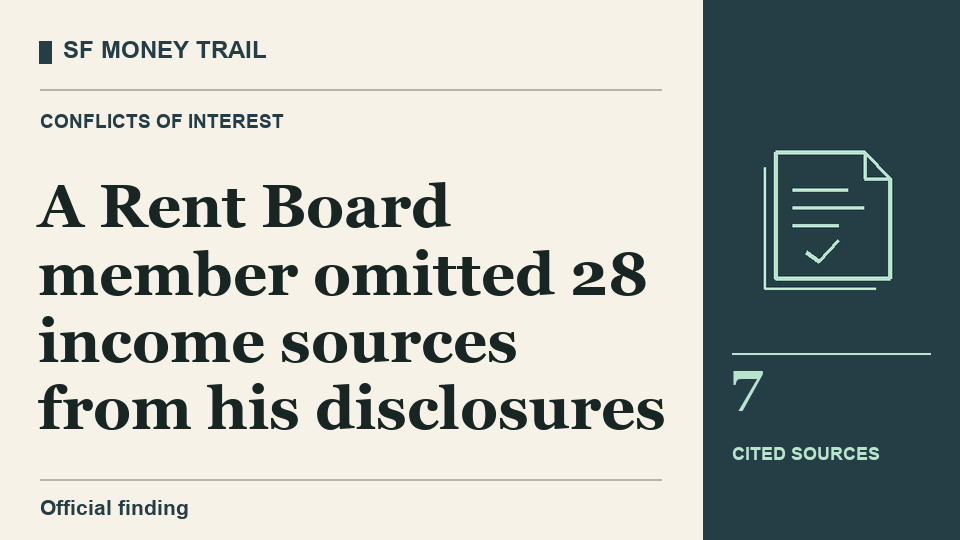 SF MONEY TRAIL
CONFLICTS OF INTEREST
A Rent Board
member omitted 28
income sources
from his disclosures
Official finding
7
CITED SOURCES